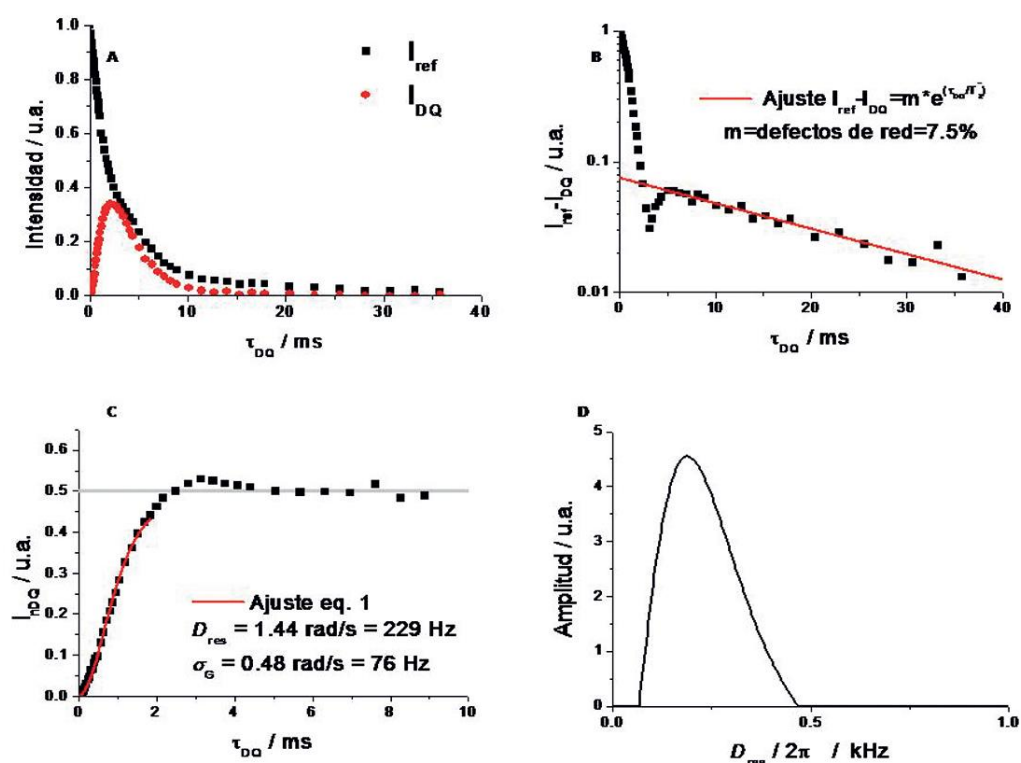 A
I_ref
I_DQ
1.0
0.8
0.6
0.4
0.2
0.0
Intensidad / u.a.
0
10
20
30
40
τ_DQ / ms
B
Ajuste I_ref-I_DQ=m*e^(τ_DQ/T_2^-)
m=defectos de red=7.5%
1
0.1
0.01
I_ref-I_DQ / u.a.
0
10
20
30
40
τ_DQ / ms
C
0.6
0.5
0.4
0.3
0.2
0.1
0.0
I_nDQ / u.a.
Ajuste eq. 1
D_res = 1.44 rad/s = 229 Hz
σ_G = 0.48 rad/s = 76 Hz
0
2
4
6
8
10
τ_DQ / ms
D
5
4
3
2
1
0
Amplitud / u.a.
0.0
0.5
1.0
D_res / 2π / kHz